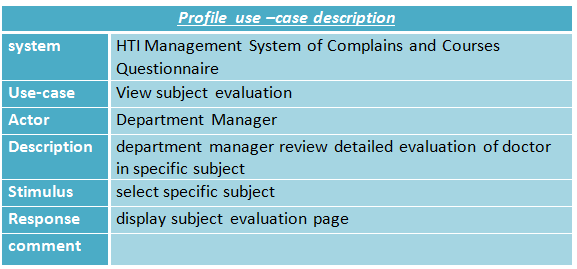 Profile use –case description
system HTI Management System of Complains and Courses
Questionnaire
Use-case View subject evaluation
Actor Department Manager
Description department manager review detailed evaluation of doctor
in specific subject
Stimulus select specific subject
Response display subject evaluation page
comment